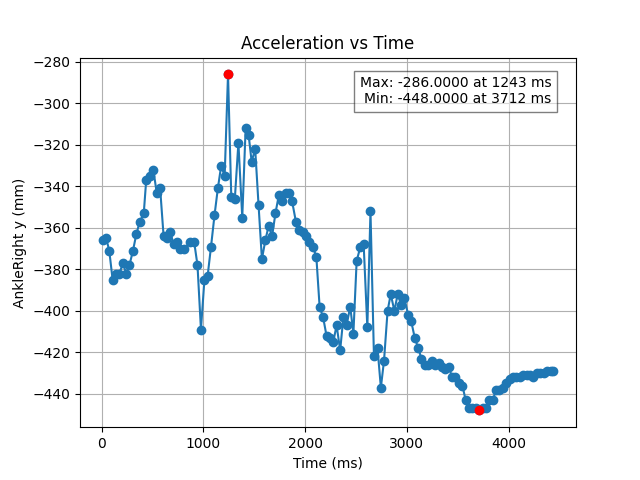 Acceleration vs Time
Max: -286.0000 at 1243 ms
Min: -448.0000 at 3712 ms
AnkleRight y (mm)
−280
−300
−320
−340
−360
−380
−400
−420
−440
0 1000 2000 3000 4000
Time (ms)